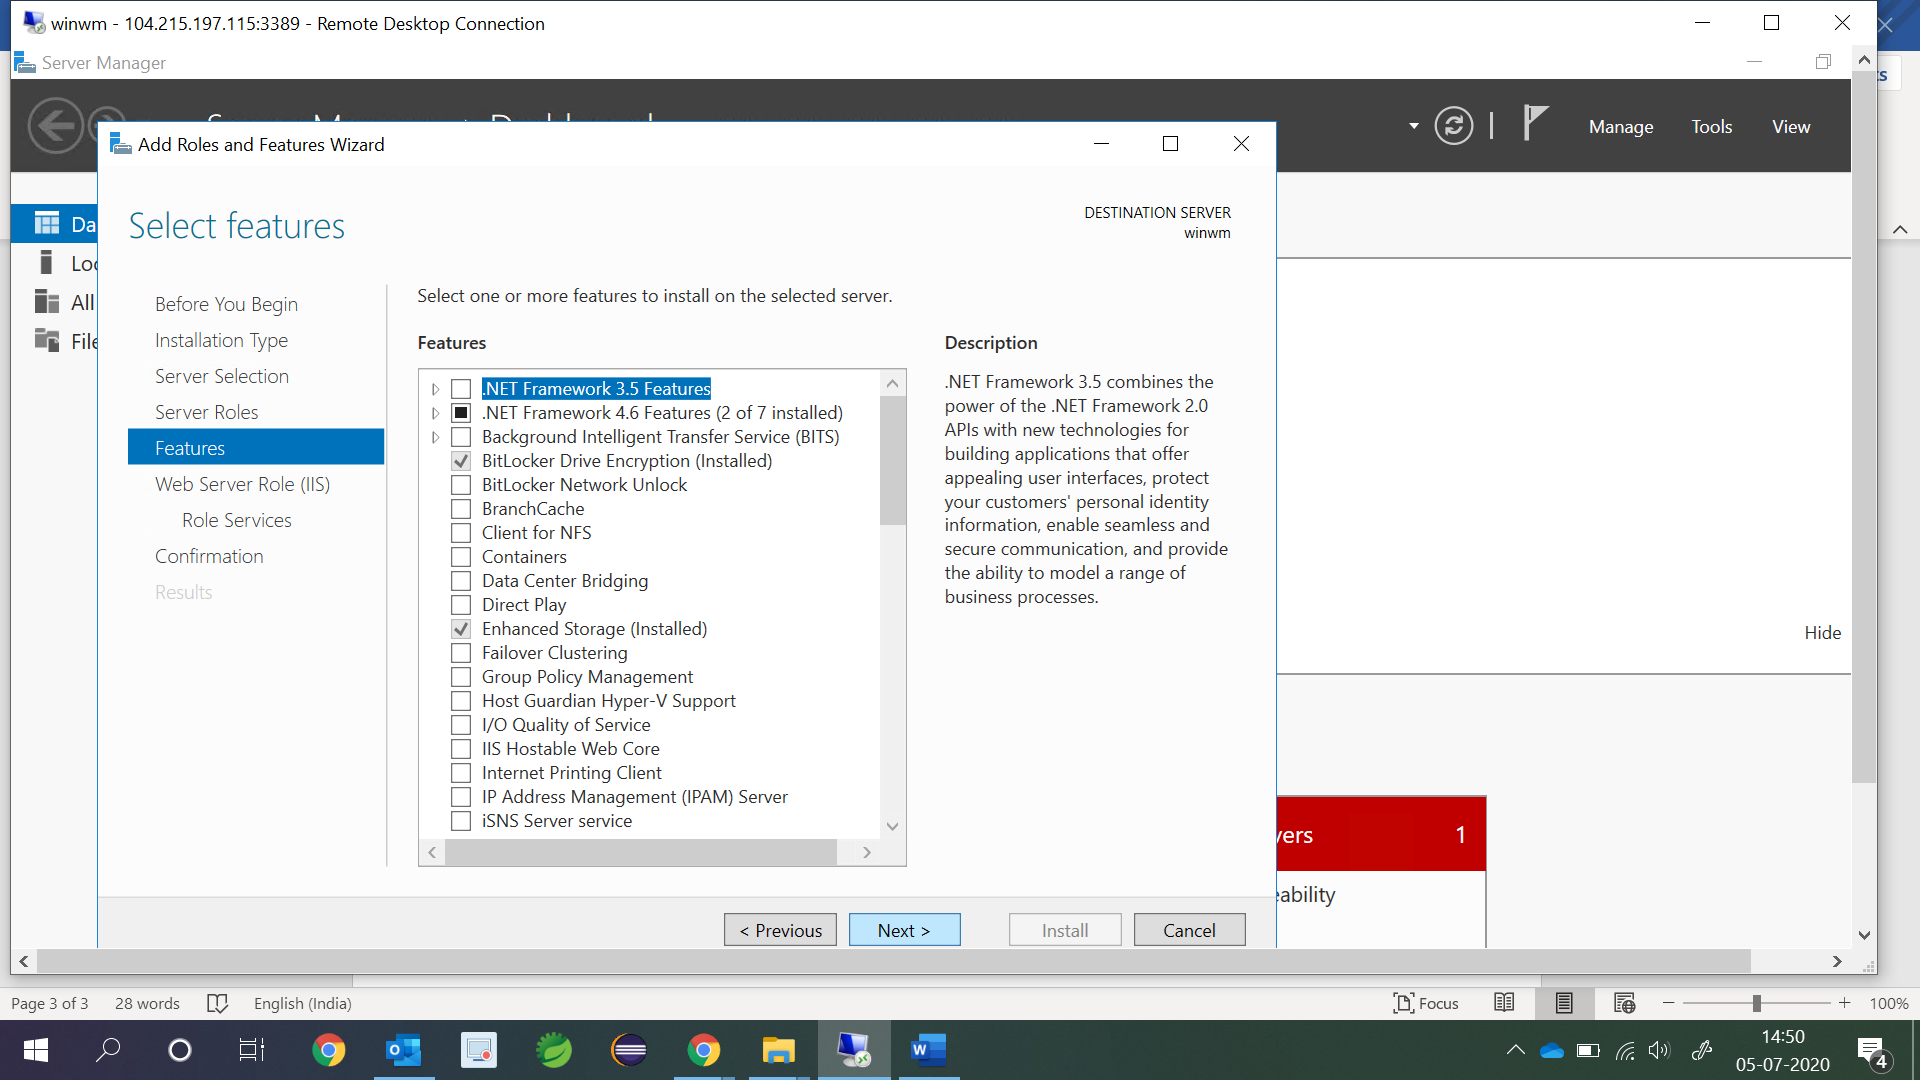 winwm - 104.215.197.115:3389 - Remote Desktop Connection
Server Manager
Manage
Tools
View
Add Roles and Features Wizard
Select features
DESTINATION SERVER
winwm
Da
Loc
All
File
Before You Begin
Installation Type
Server Selection
Server Roles
Features
Web Server Role (IIS)
Role Services
Confirmation
Results
Select one or more features to install on the selected server.
Features
.NET Framework 3.5 Features
.NET Framework 4.6 Features (2 of 7 installed)
Background Intelligent Transfer Service (BITS)
BitLocker Drive Encryption (Installed)
BitLocker Network Unlock
BranchCache
Client for NFS
Containers
Data Center Bridging
Direct Play
Enhanced Storage (Installed)
Failover Clustering
Group Policy Management
Host Guardian Hyper-V Support
I/O Quality of Service
IIS Hostable Web Core
Internet Printing Client
IP Address Management (IPAM) Server
iSNS Server service
Description
.NET Framework 3.5 combines the
power of the .NET Framework 2.0
APIs with new technologies for
building applications that offer
appealing user interfaces, protect
your customers' personal identity
information, enable seamless and
secure communication, and provide
the ability to model a range of
business processes.
Hide
vers 1
eability
< Previous
Next >
Install
Cancel
Page 3 of 3
28 words
English (India)
Focus
100%
14:50
05-07-2020
4